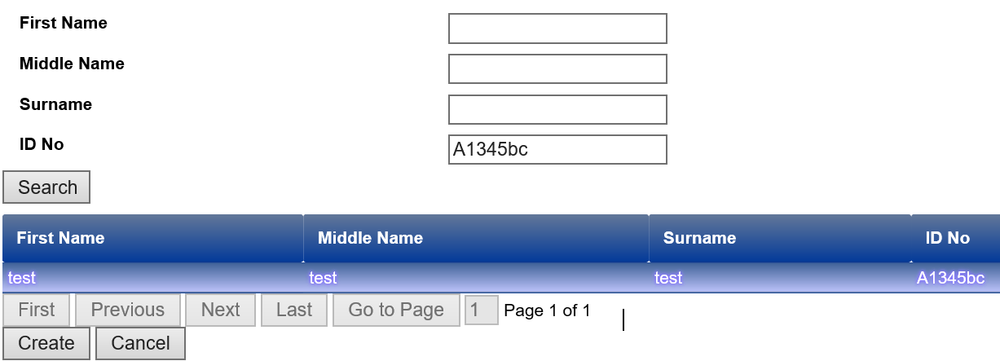 First Name
Middle Name
Surname
ID No A1345bc
Search
First Name Middle Name Surname ID No
test test test A1345bc
First Previous Next Last Go to Page 1 Page 1 of 1
Create Cancel